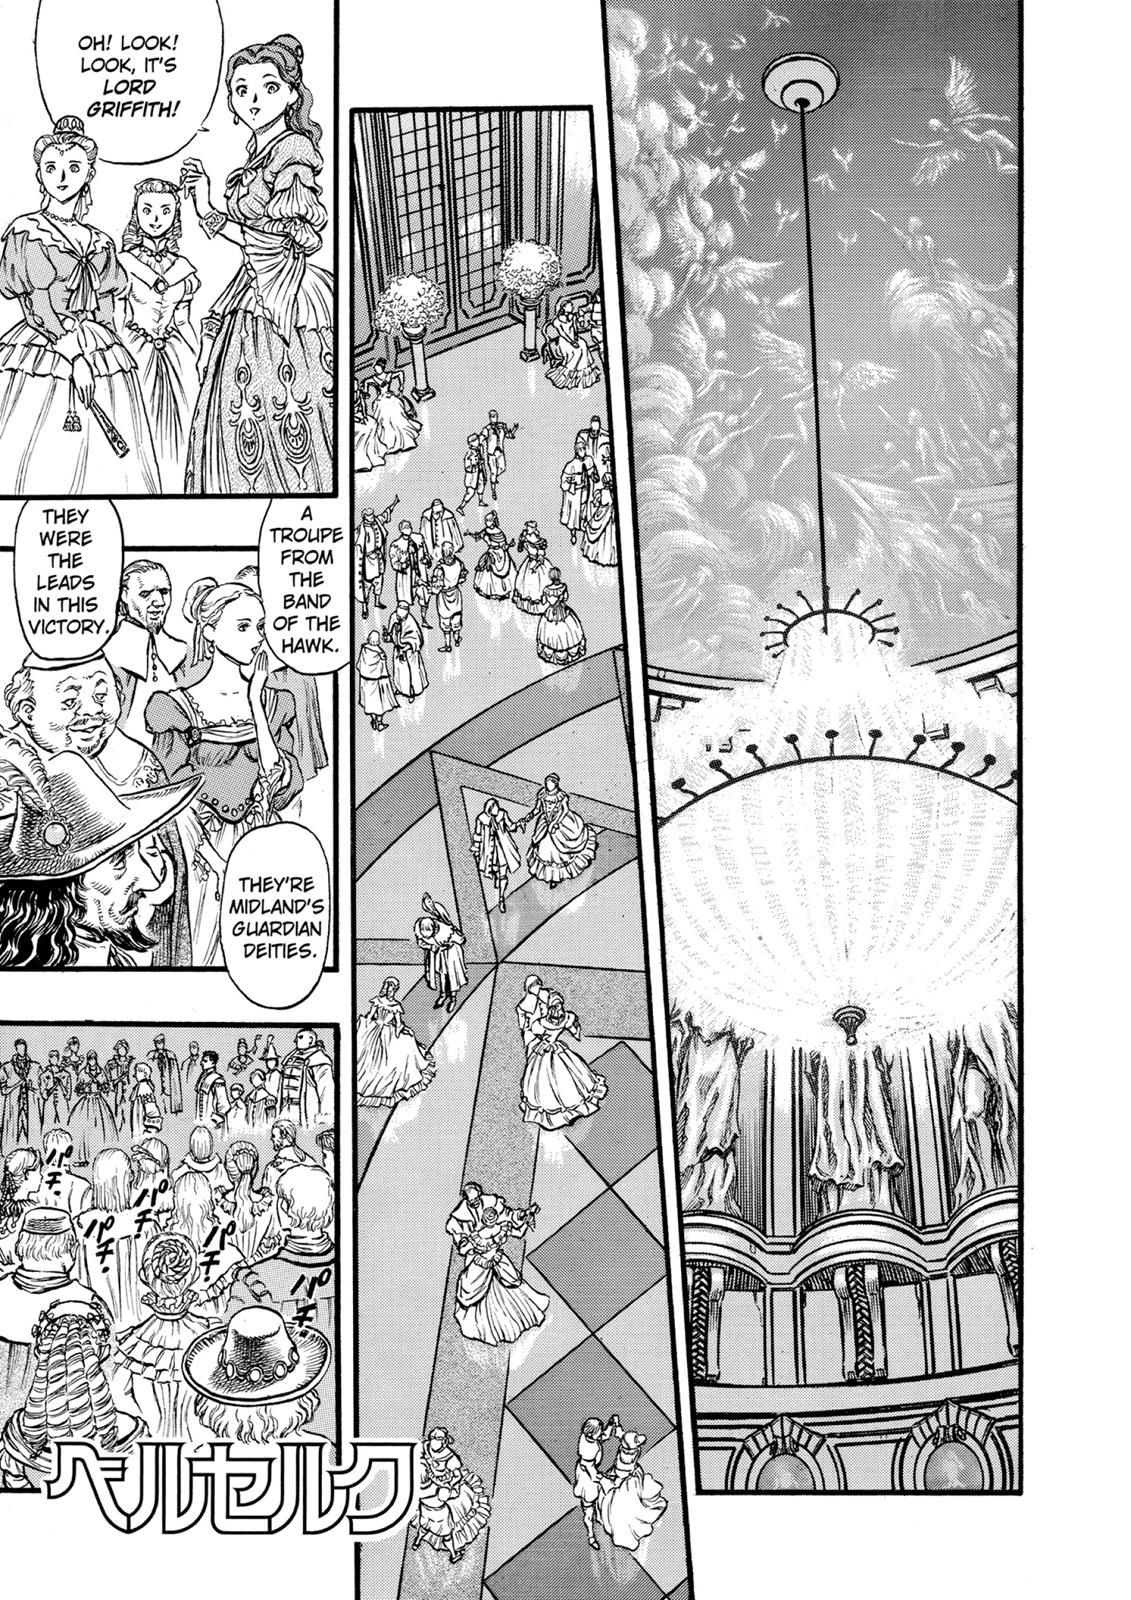 OH! LOOK!
LOOK, IT'S
LORD
GRIFFITH!
A
TROUPE
FROM
THE
BAND
OF THE
HAWK.
THEY
WERE
THE
LEADS
IN THIS
VICTORY.
THEY'RE
MIDLAND'S
GUARDIAN
DEITIES.
パチ
パチ
パチ
パチ
パチ
ベルセルク